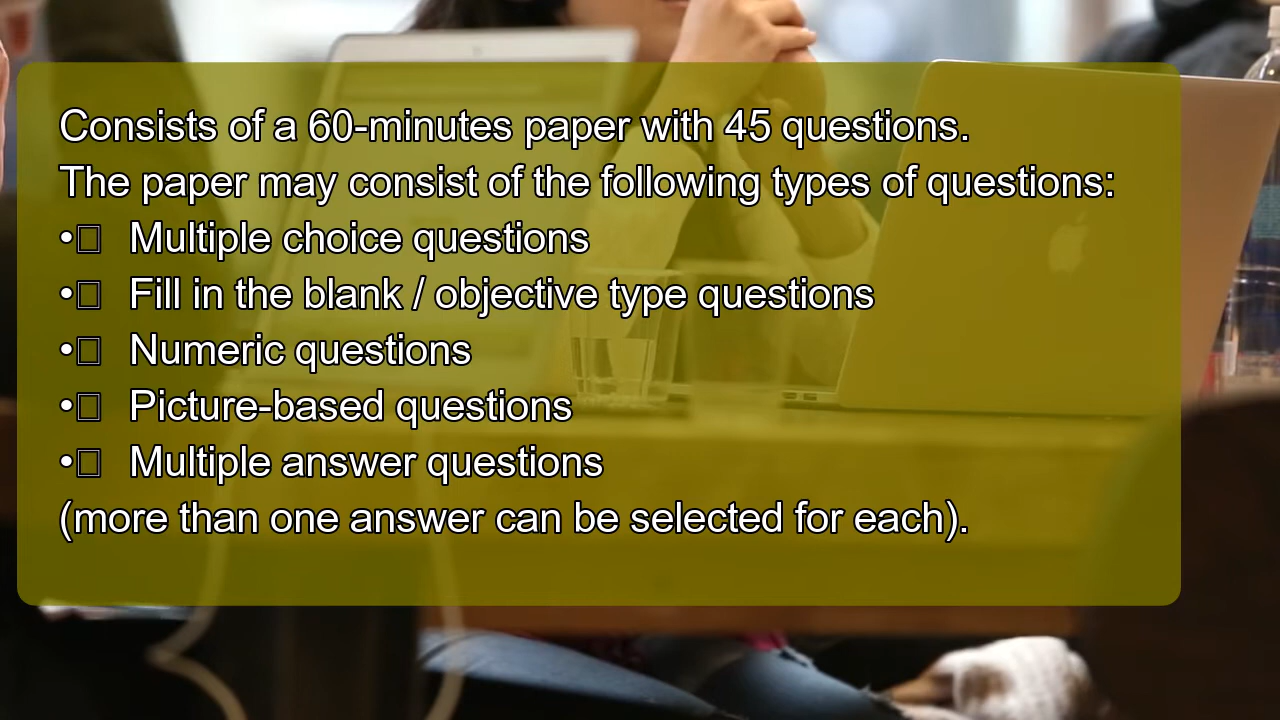 Consists of a 60-minutes paper with 45 questions.
The paper may consist of the following types of questions:
•□ Multiple choice questions
•□ Fill in the blank / objective type questions
•□ Numeric questions
•□ Picture-based questions
•□ Multiple answer questions
(more than one answer can be selected for each).